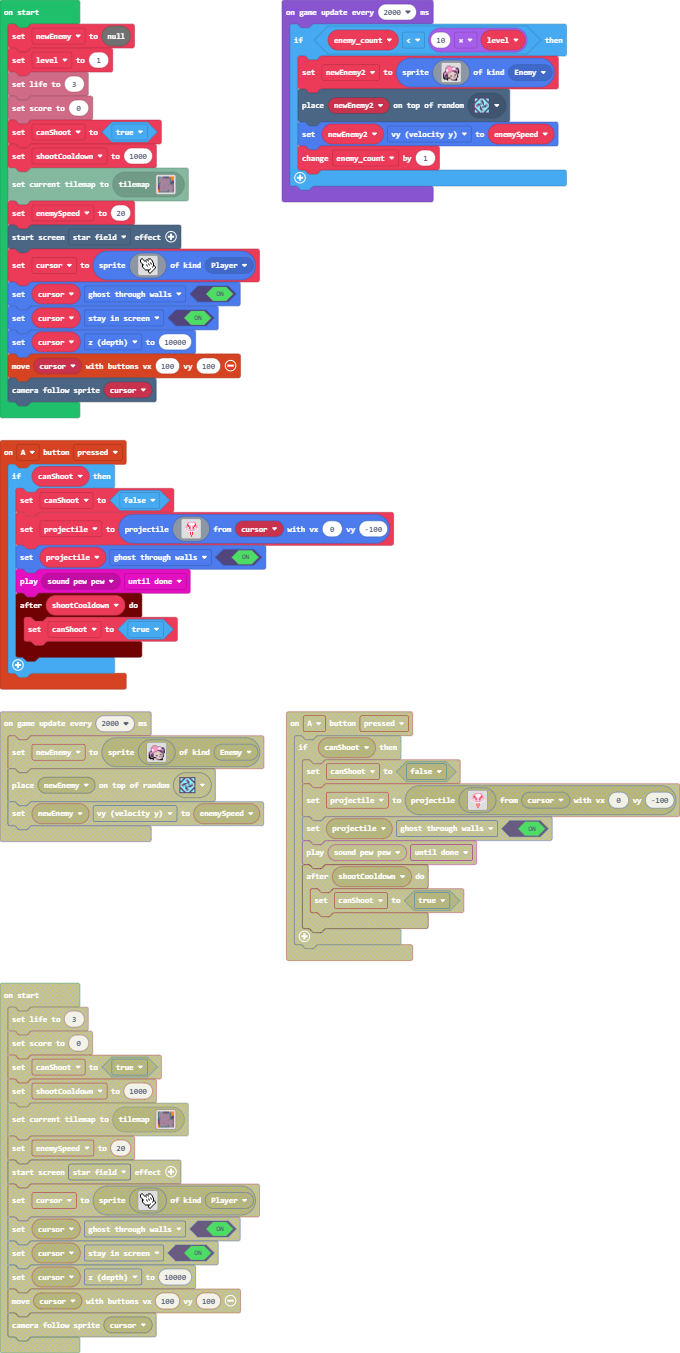 on start
set newEnemy to null
set level to 1
set life to 3
set score to 0
set canShoot to true
set shootCooldown to 1000
set current tilemap to tilemap
set enemySpeed to 20
start screen star field effect
set cursor to sprite of kind Player
set cursor ghost through walls ON
set cursor stay in screen ON
set cursor z (depth) to 10000
move cursor with buttons vx 100 vy 100
camera follow sprite cursor
on game update every 2000 ms
if enemy_count < 10 × level then
set newEnemy2 to sprite of kind Enemy
place newEnemy2 on top of random
set newEnemy2 vy (velocity y) to enemySpeed
change enemy_count by 1
on A button pressed
if canShoot then
set canShoot to false
set projectile to projectile from cursor with vx 0 vy -100
set projectile ghost through walls ON
play sound pew pew until done
after shootCooldown do
set canShoot to true
on game update every 2000 ms
set newEnemy to sprite of kind Enemy
place newEnemy on top of random
set newEnemy vy (velocity y) to enemySpeed
on A button pressed
if canShoot then
set canShoot to false
set projectile to projectile from cursor with vx 0 vy -100
set projectile ghost through walls ON
play sound pew pew until done
after shootCooldown do
set canShoot to true
on start
set life to 3
set score to 0
set canShoot to true
set shootCooldown to 1000
set current tilemap to tilemap
set enemySpeed to 20
start screen star field effect
set cursor to sprite of kind Player
set cursor ghost through walls ON
set cursor stay in screen ON
set cursor z (depth) to 10000
move cursor with buttons vx 100 vy 100
camera follow sprite cursor